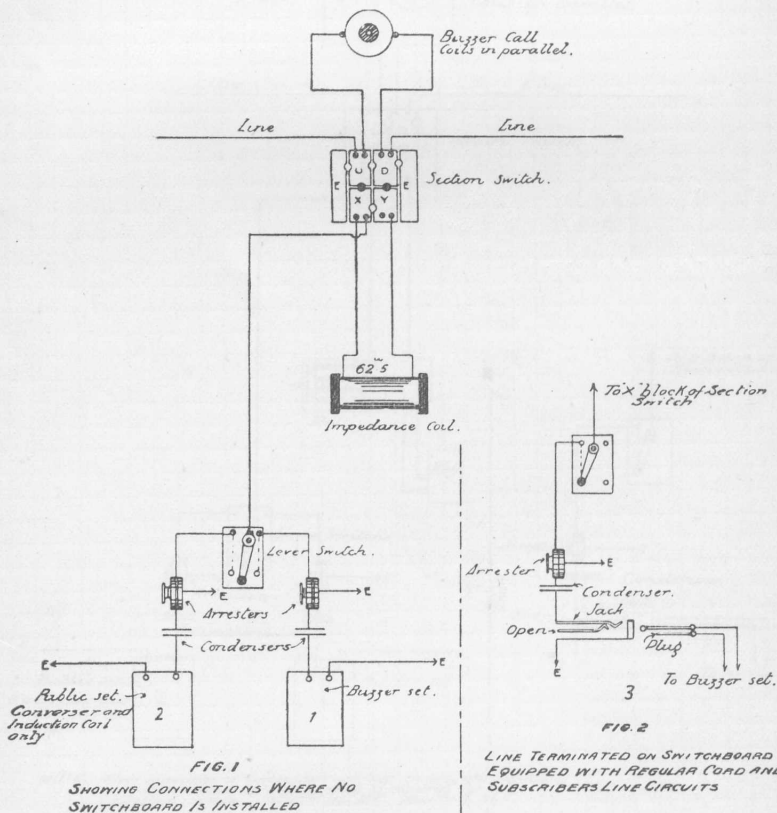 Buzzer Call
Coils in parallel.
Line
Line
U D
E E
X Y
Section Switch.
62 ω 5
Impedance Coil.
To "X" block of Section
Switch
Lever Switch.
E
Arresters
E
Condensers
E
E
Public set.
Converser and
Induction Coil
only
2
1
Buzzer set.
FIG. 1
SHOWING CONNECTIONS WHERE NO
SWITCHBOARD IS INSTALLED
Arrester
E
Condenser.
Jack
Open
Plug
E
To Buzzer set.
3
FIG. 2
LINE TERMINATED ON SWITCHBOARD
EQUIPPED WITH REGULAR CORD AND
SUBSCRIBERS LINE CIRCUITS